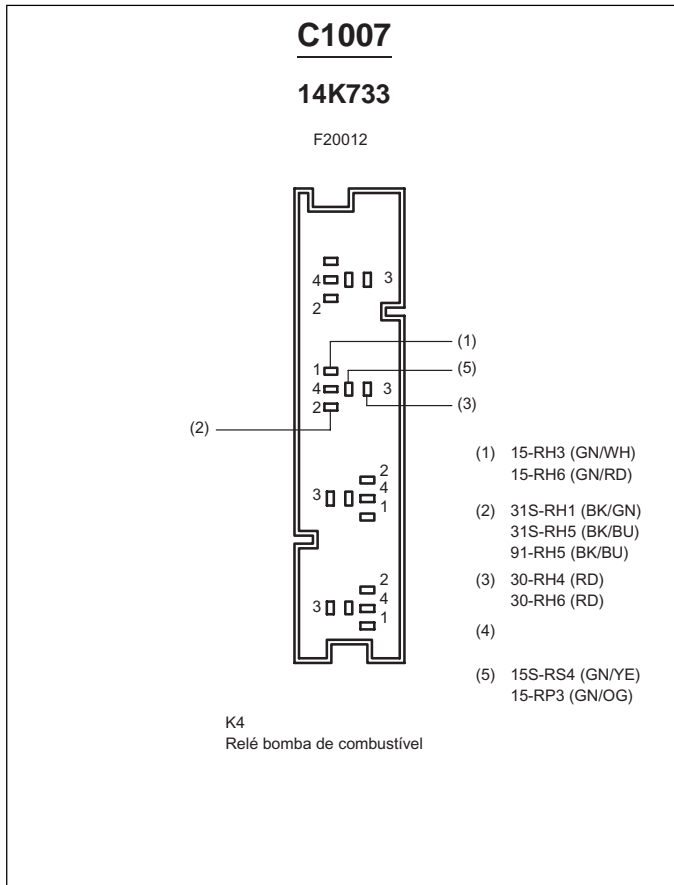 C1007
14K733
F20012
4
3
2
(1)
1
(5)
4
3
2
(3)
(2)
(1) 15-RH3 (GN/WH)
15-RH6 (GN/RD)
2
4
3
1
(2) 31S-RH1 (BK/GN)
31S-RH5 (BK/BU)
91-RH5 (BK/BU)
(3) 30-RH4 (RD)
30-RH6 (RD)
2
4
3
1
(4)
(5) 15S-RS4 (GN/YE)
15-RP3 (GN/OG)
K4
Relé bomba de combustível